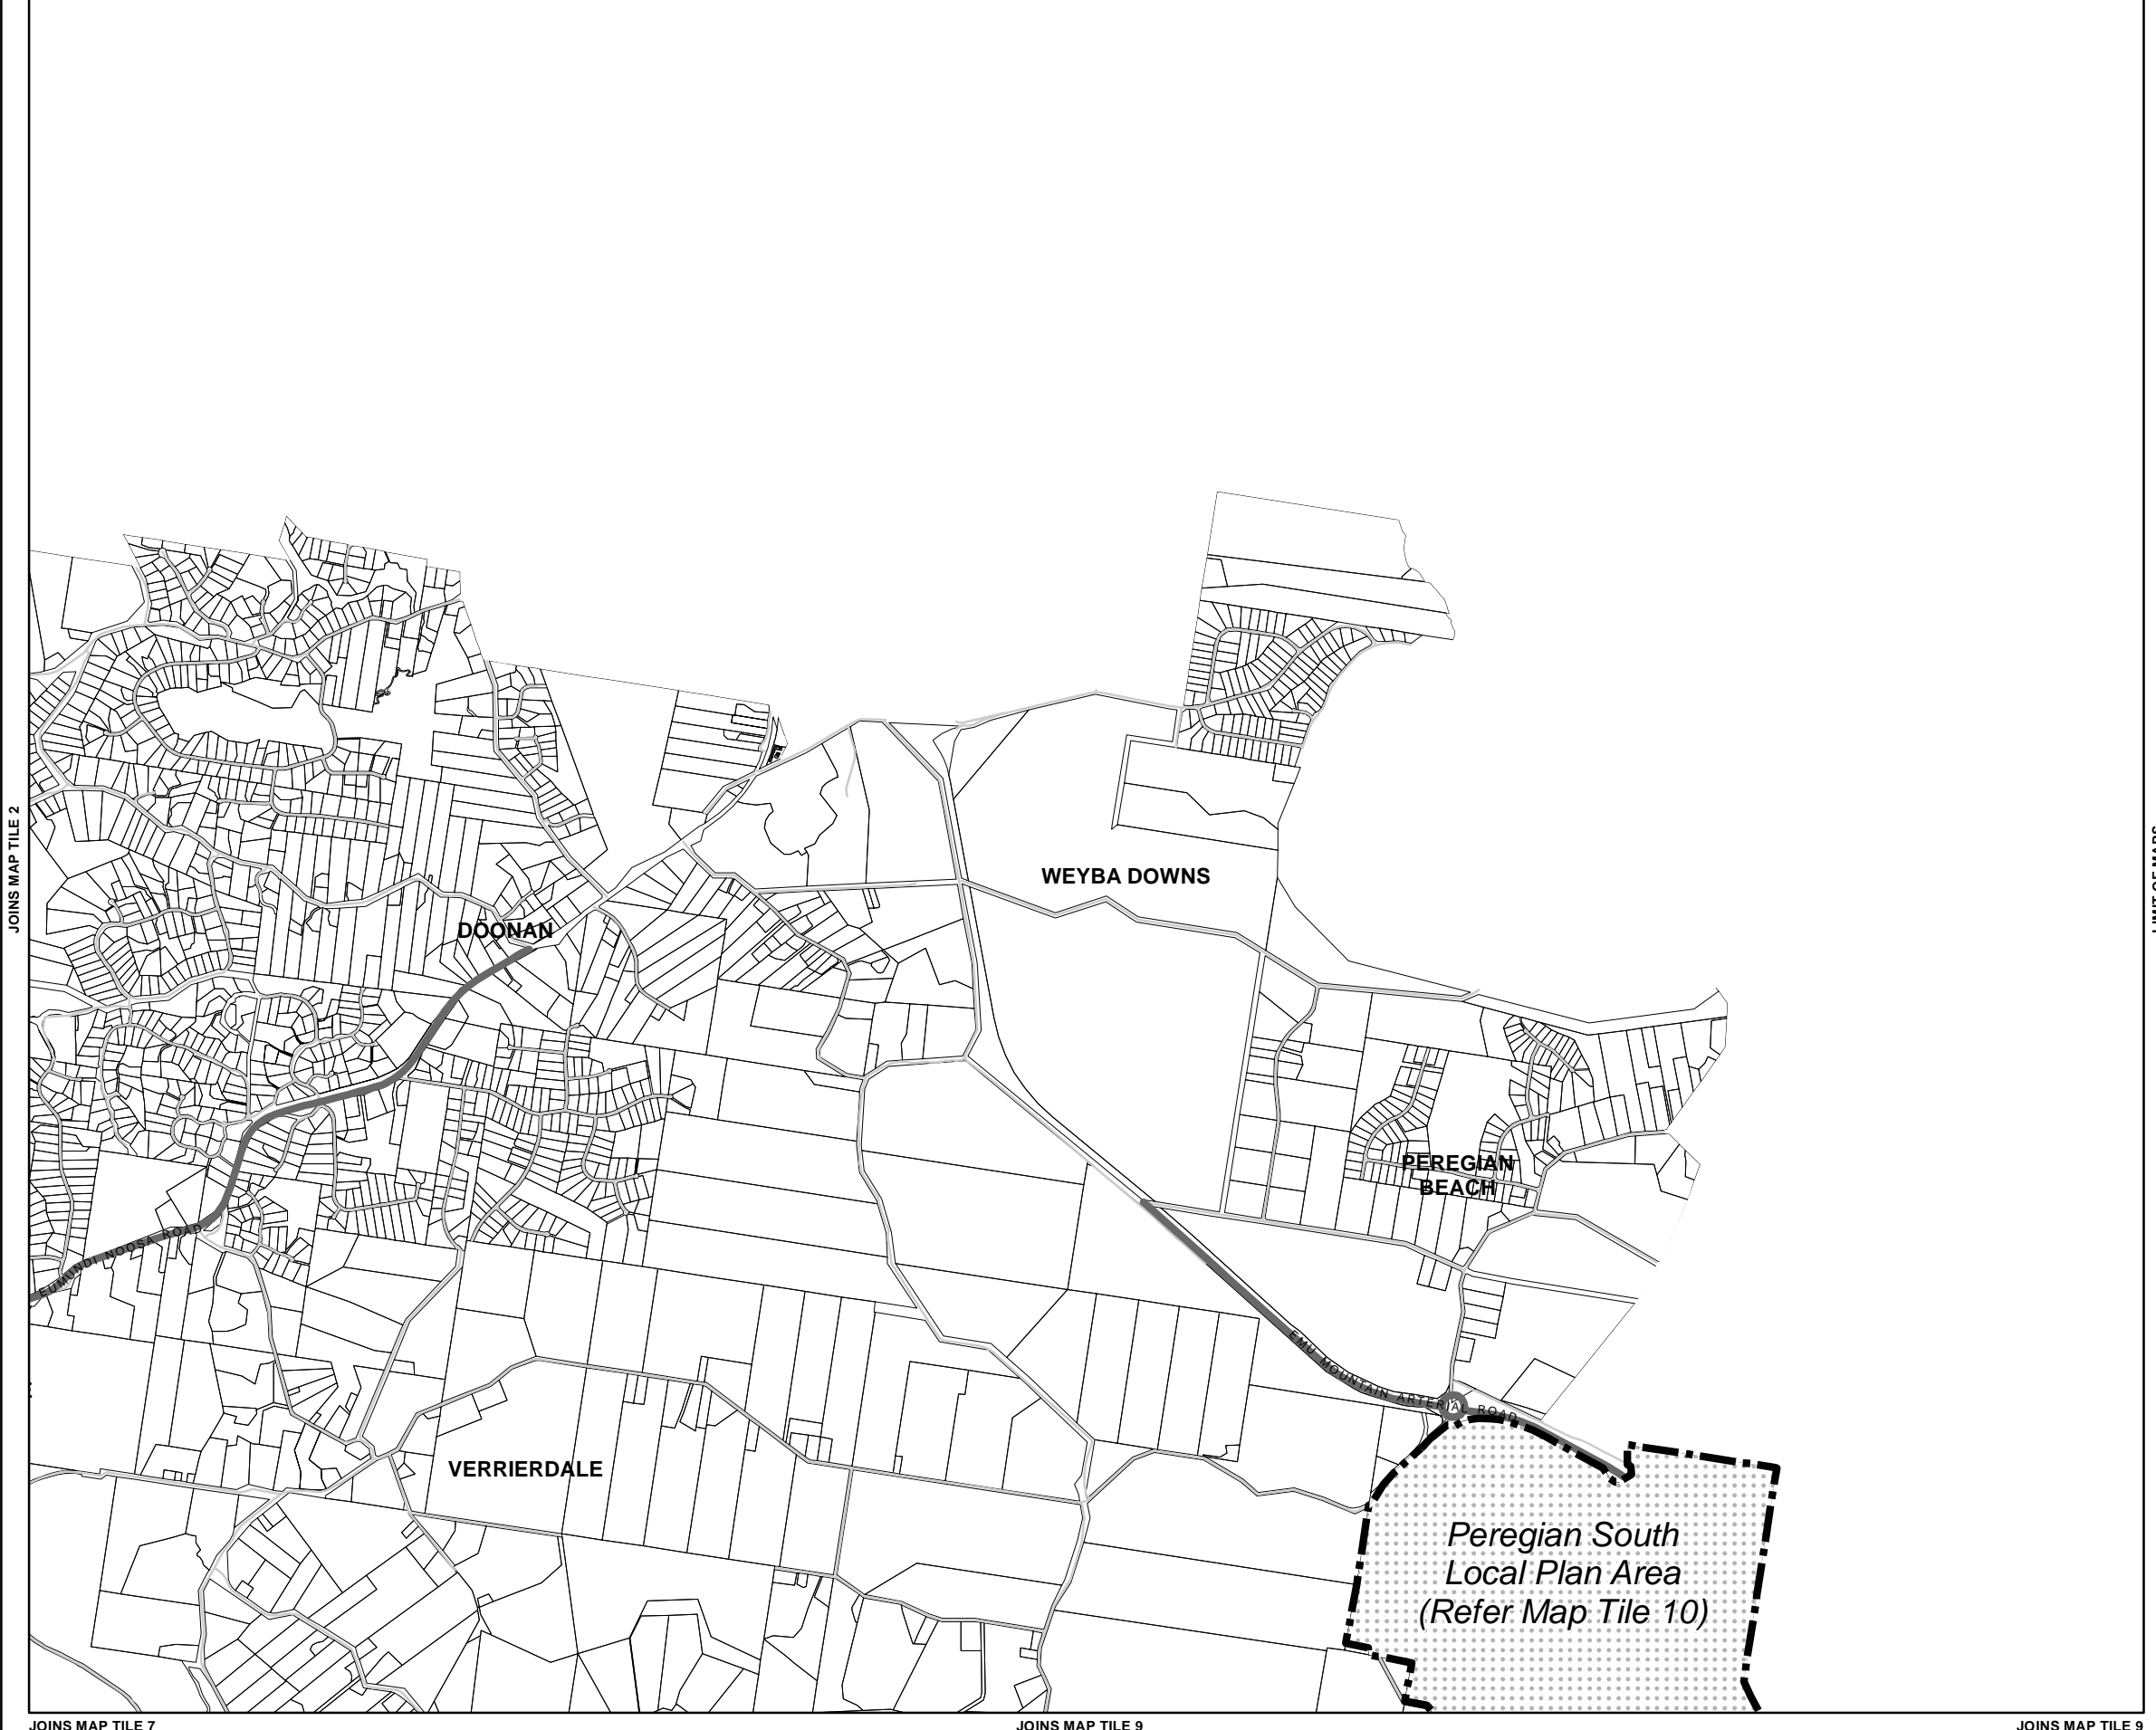 JOINS MAP TILE 2
WEYBA DOWNS
DOONAN
PEREGIAN
BEACH
EUMUNDI NOOSA ROAD
EMU MOUNTAIN ARTERIAL ROAD
VERRIERDALE
Peregian South
Local Plan Area
(Refer Map Tile 10)
JOINS MAP TILE 7
JOINS MAP TILE 9
JOINS MAP TILE 9